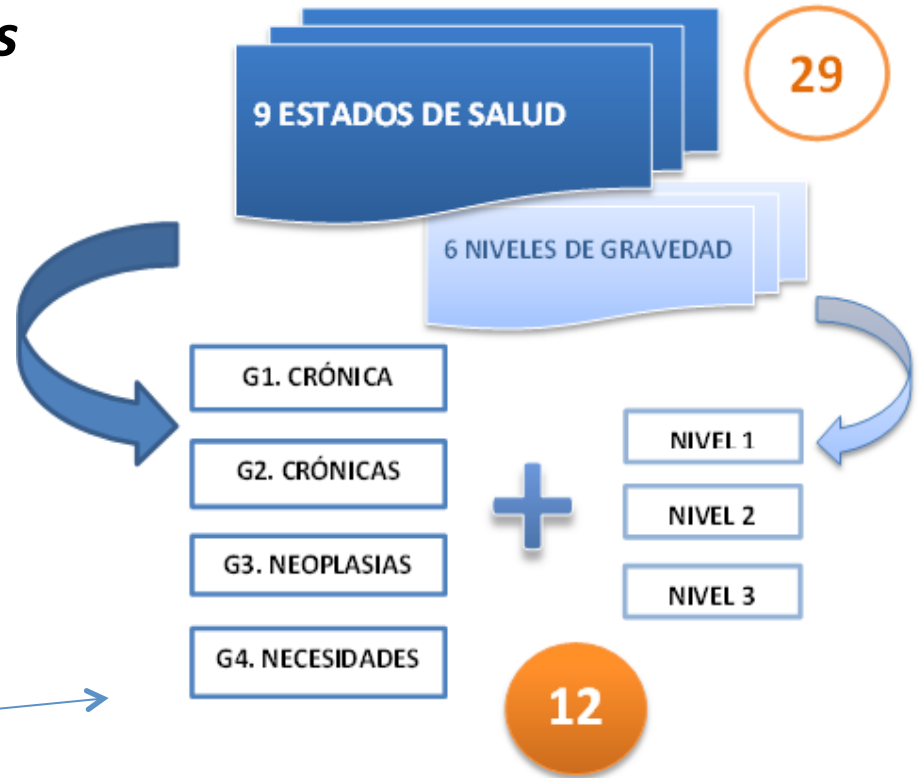 s
29
9 ESTADOS DE SALUD
6 NIVELES DE GRAVEDAD
G1. CRÓNICA
G2. CRÓNICAS
G3. NEOPLASIAS
G4. NECESIDADES
NIVEL 1
NIVEL 2
NIVEL 3
12